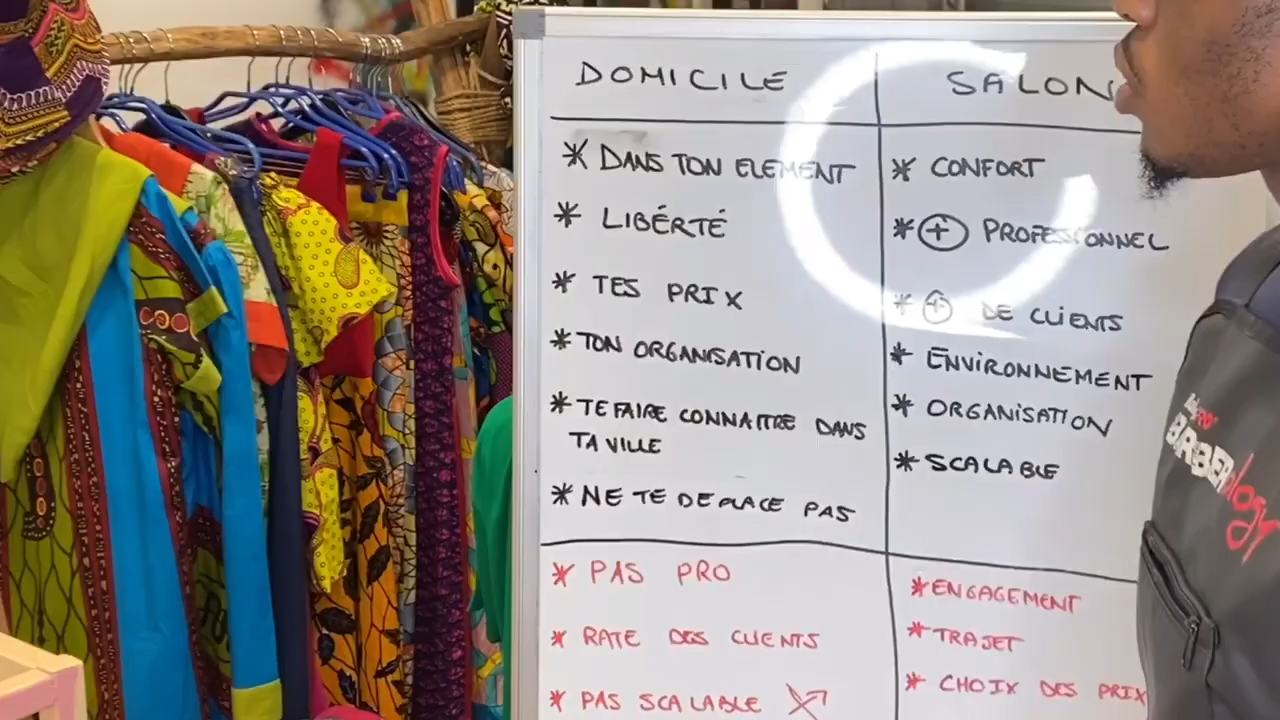 DOMICILE
* DANS TON ELEMENT
* LIBÉRTÉ
* TES PRIX
* TON ORGANISATION
* TE FAIRE CONNAITRE DANS
TA VILLE
* NE TE DEPLACE PAS
* PAS PRO
* RATE DES CLIENTS
* PAS SCALABLE
SALON
* CONFORT
* + PROFESSIONNEL
* + DE CLIENTS
* ENVIRONNEMENT
* ORGANISATION
* SCALABLE
* ENGAGEMENT
* TRAJET
* CHOIX DES PRIX
BARBERology